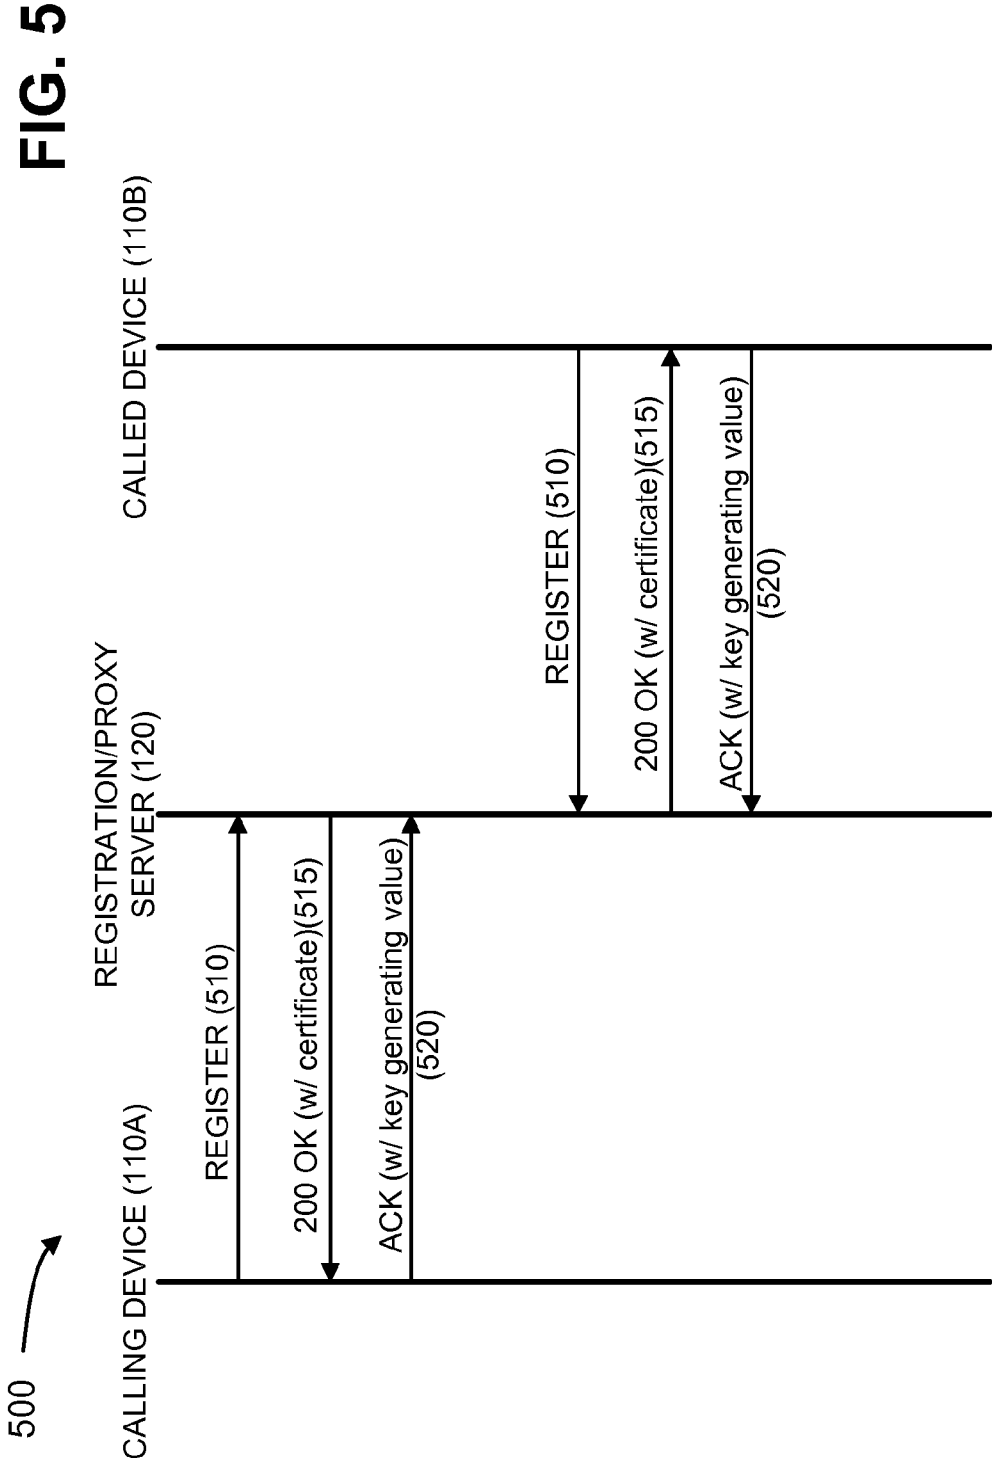 FIG. 5
500
CALLING DEVICE (110A)
REGISTRATION/PROXY
SERVER (120)
CALLED DEVICE (110B)
REGISTER (510)
200 OK (w/ certificate)(515)
ACK (w/ key generating value)
(520)
REGISTER (510)
200 OK (w/ certificate)(515)
ACK (w/ key generating value)
(520)